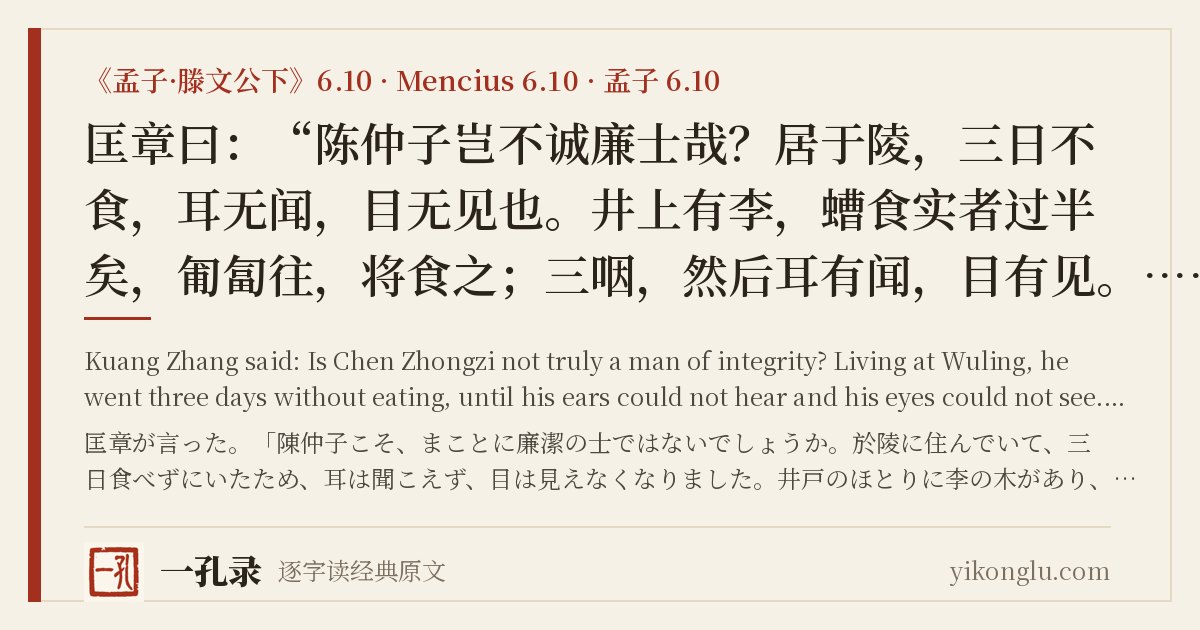 《孟子·滕文公下》6.10 · Mencius 6.10 · 孟子 6.10
匡章曰：“陈仲子岂不诚廉士哉？居于陵，三日不
食，耳无闻，目无见也。井上有李，螬食实者过半
矣，匍匐往，将食之；三咽，然后耳有闻，目有见。…
Kuang Zhang said: Is Chen Zhongzi not truly a man of integrity? Living at Wuling, he
went three days without eating, until his ears could not hear and his eyes could not see.…
匡章が言った。「陳仲子こそ、まことに廉潔の士ではないでしょうか。於陵に住んでいて、三
日食べずにいたため、耳は聞こえず、目は見えなくなりました。井戸のほとりに李の木があり、…
一孔
一孔录 逐字读经典原文 yikonglu.com